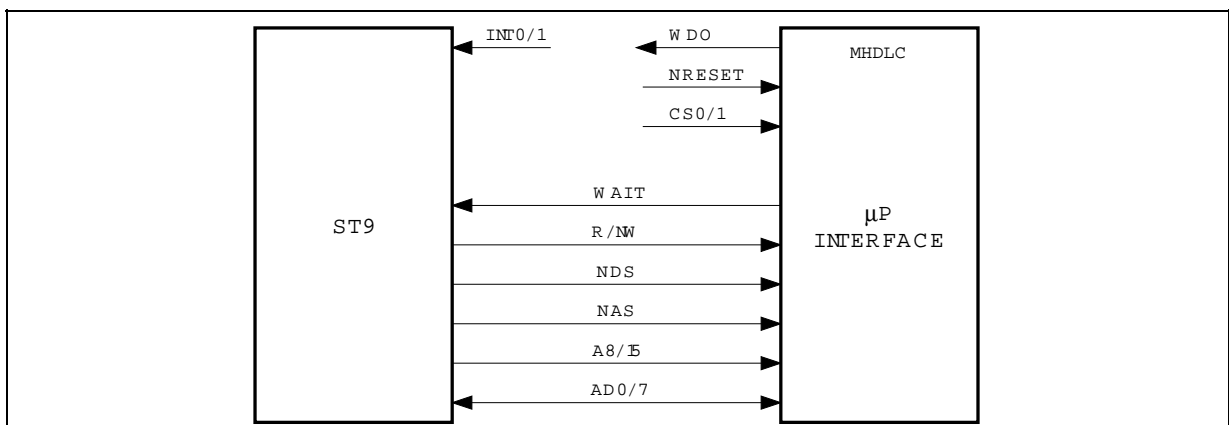 INT0/1
WDO
MHDLC
NRESET
CS0/1
WAIT
ST9
µP
INTERFACE
R/NW
NDS
NAS
A8/15
AD0/7